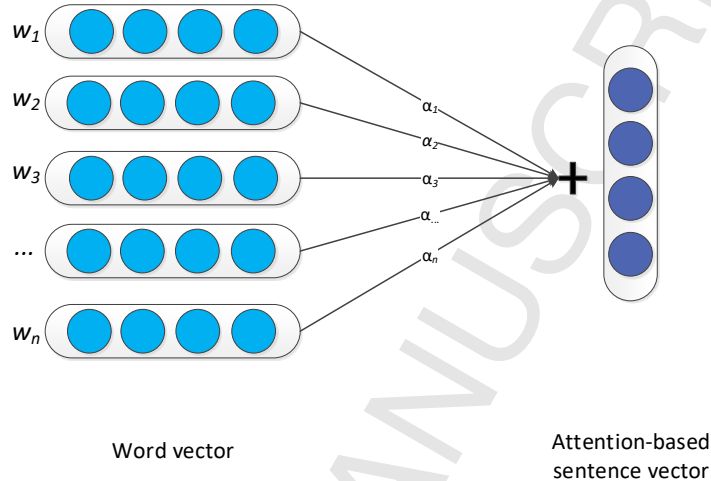 w1
α1
w2
α2
w3
α3
...
α...
wn
αn
Word vector
Attention-based
sentence vector